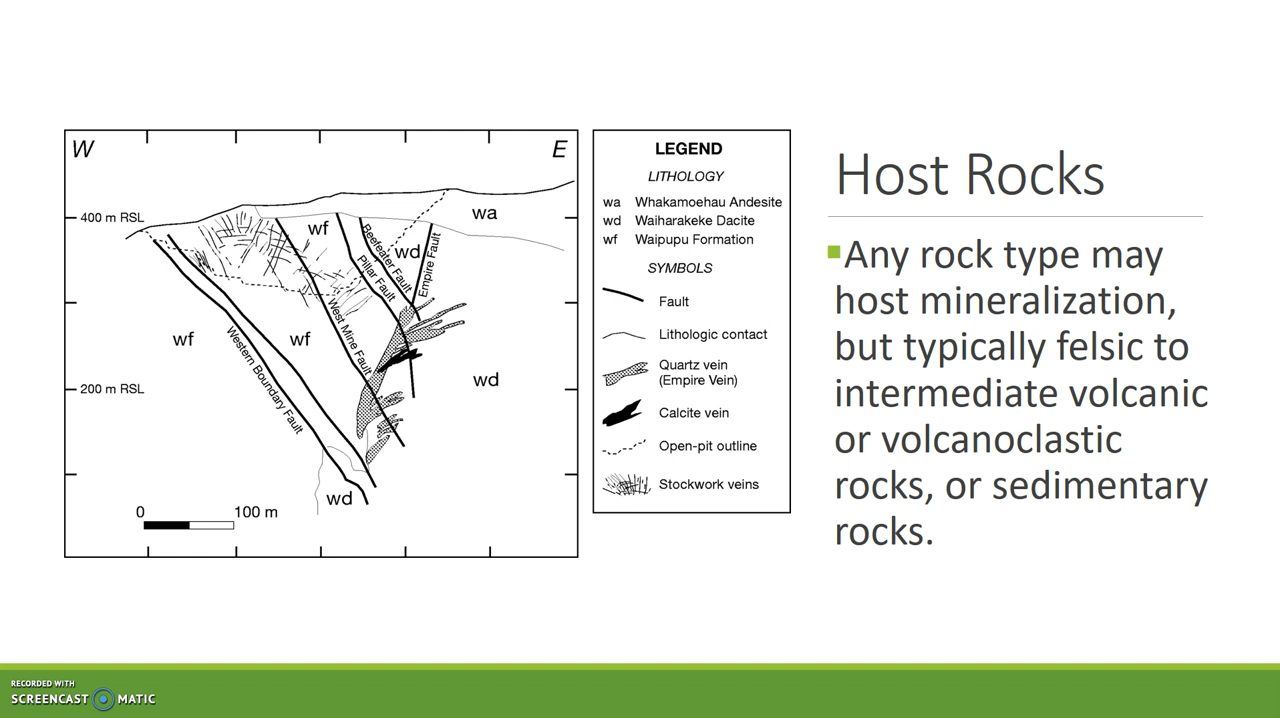 W
E
400 m RSL
wa
wf
Beefeater Fault
wd
Empire Fault
Pillar Fault
West Mine Fault
wf
wf
Western Boundary Fault
wd
200 m RSL
wd
0
100 m
LEGEND
LITHOLOGY
wa Whakamoehau Andesite
wd Waiharakeke Dacite
wf Waipupu Formation
SYMBOLS
Fault
Lithologic contact
Quartz vein
(Empire Vein)
Calcite vein
Open-pit outline
Stockwork veins
Host Rocks
Any rock type may
host mineralization,
but typically felsic to
intermediate volcanic
or volcanoclastic
rocks, or sedimentary
rocks.
RECORDED WITH
SCREENCAST MATIC